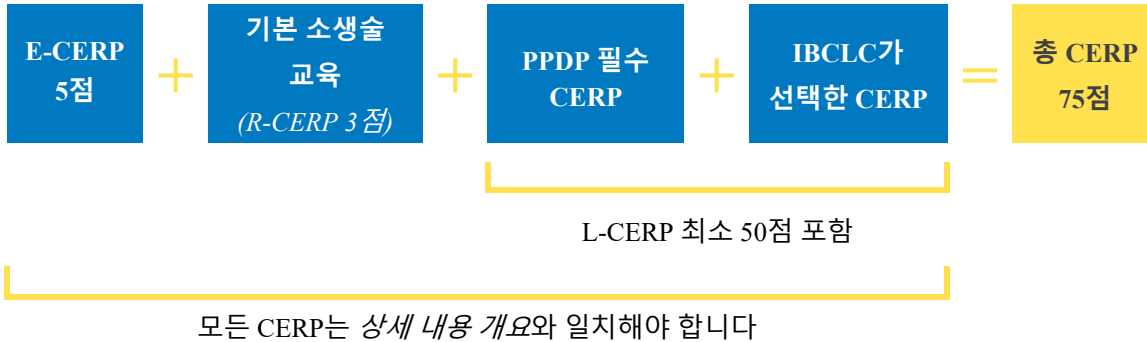 E-CERP
5점
+
기본 소생술
교육
(R-CERP 3점)
+
PPDP 필수
CERP
+
IBCLC가
선택한 CERP
=
총 CERP
75점
L-CERP 최소 50점 포함
모든 CERP는 상세 내용 개요와 일치해야 합니다